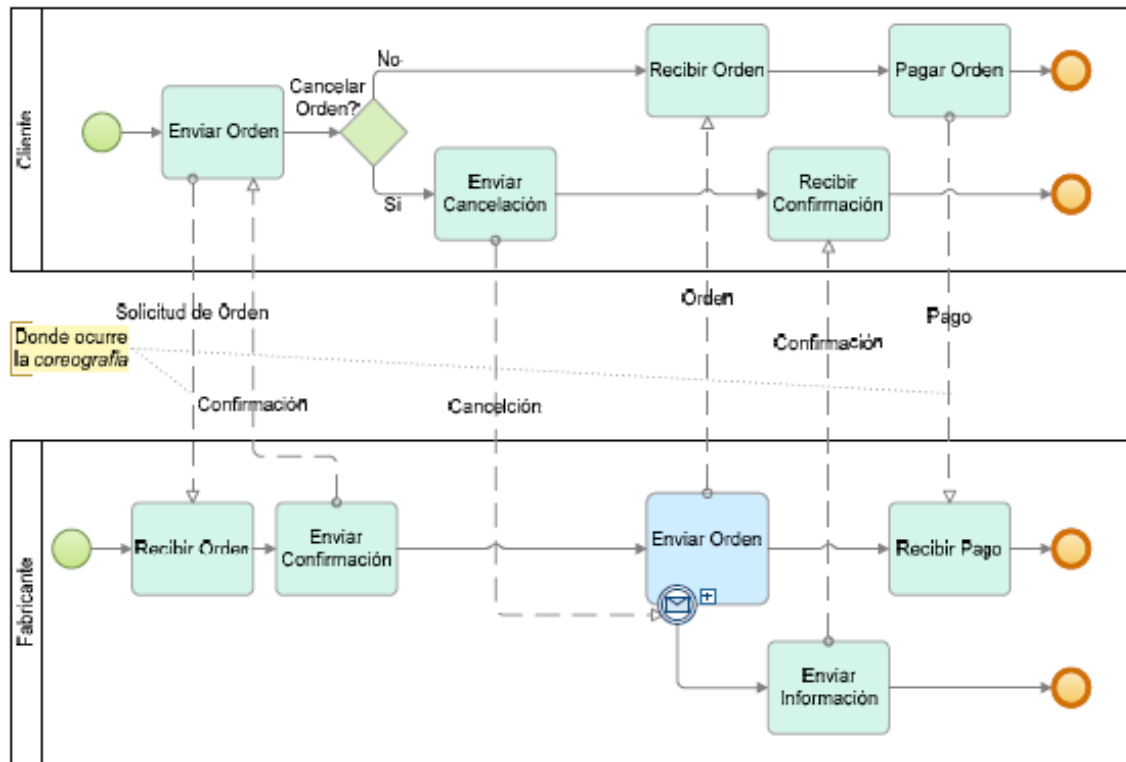 Cliente
Enviar Orden
Cancelar
Orden?
No
Si
Recibir Orden
Pagar Orden
Enviar
Cancelación
Recibir
Confirmación
Solicitud de Orden
Orden
Pago
Confirmación
Donde ocurre
la coreografía
Confirmación
Cancelción
Fabricante
Recibir Orden
Enviar
Confirmación
Enviar Orden
Recibir Pago
Enviar
Información